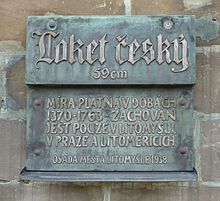 Loket český
59cm
MÍRA PLATNÁ V DOBÁCH
1370-1763 - ZACHOVÁN
JEST POUZE V LITOMYŠLI,
V PRAZE A LITOMĚŘICÍCH
OSADA MĚSTA LITOMYŠLE 1938